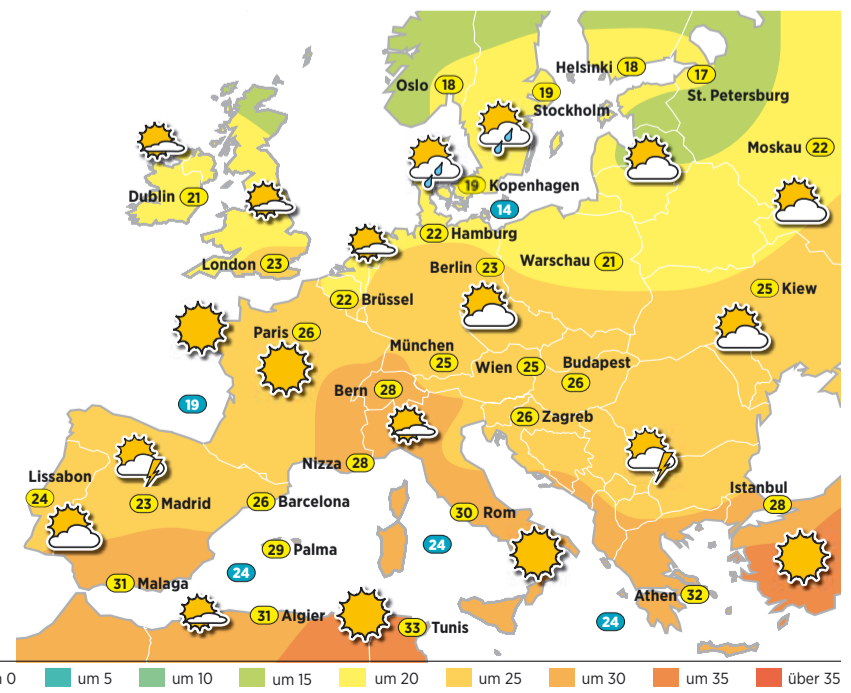 Helsinki 18
17
Oslo 18
19
St. Petersburg
Stockholm
Moskau 22
19 Kopenhagen
Dublin 21
14
22 Hamburg
London 23
Berlin 23
Warschau 21
25 Kiew
22 Brüssel
Paris 26
München
25
Wien 25
Budapest
26
Bern 28
19
26 Zagreb
Nizza 28
Lissabon
24
23 Madrid
26 Barcelona
Istanbul
28
30 Rom
29 Palma
24
24
31 Malaga
Athen 32
31 Algier
24
33 Tunis
0
um 5
um 10
um 15
um 20
um 25
um 30
um 35
über 35